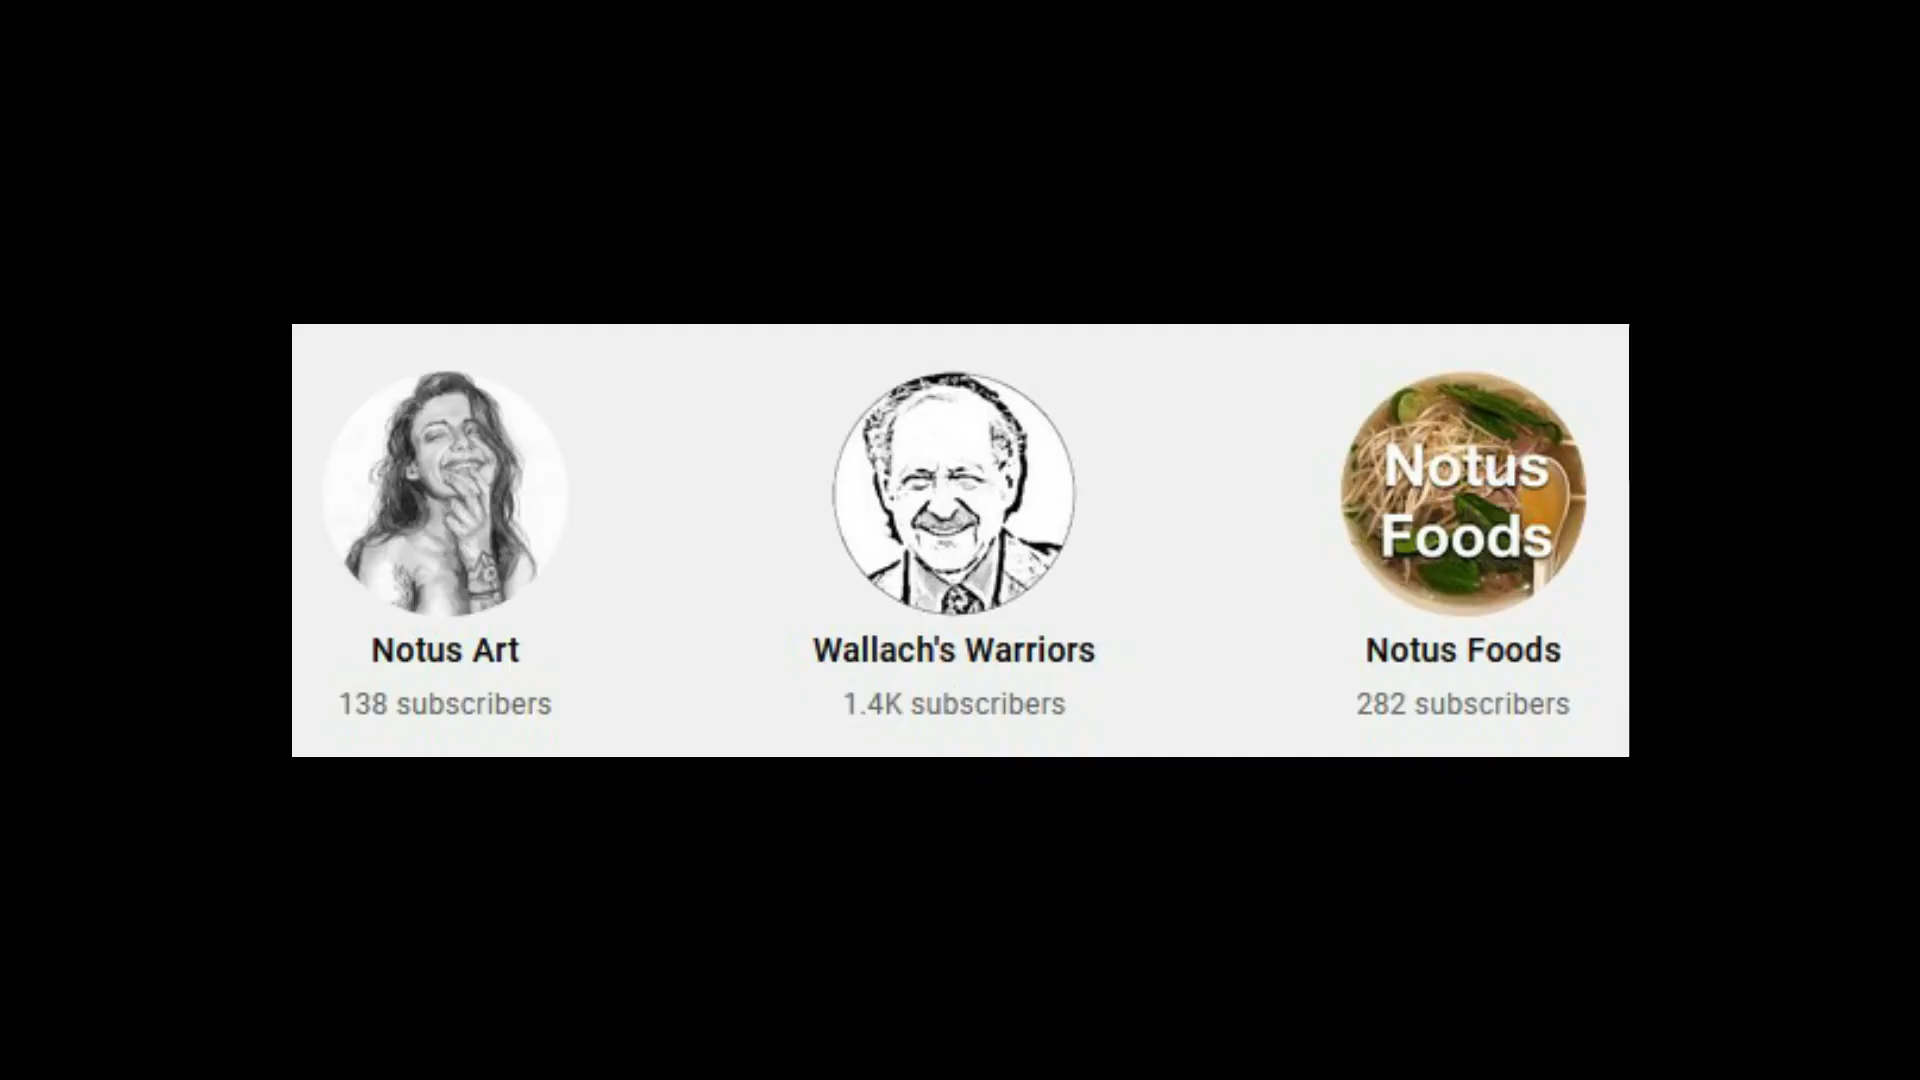 Notus
Foods
Notus Art
Wallach's Warriors
Notus Foods
138 subscribers
1.4K subscribers
282 subscribers